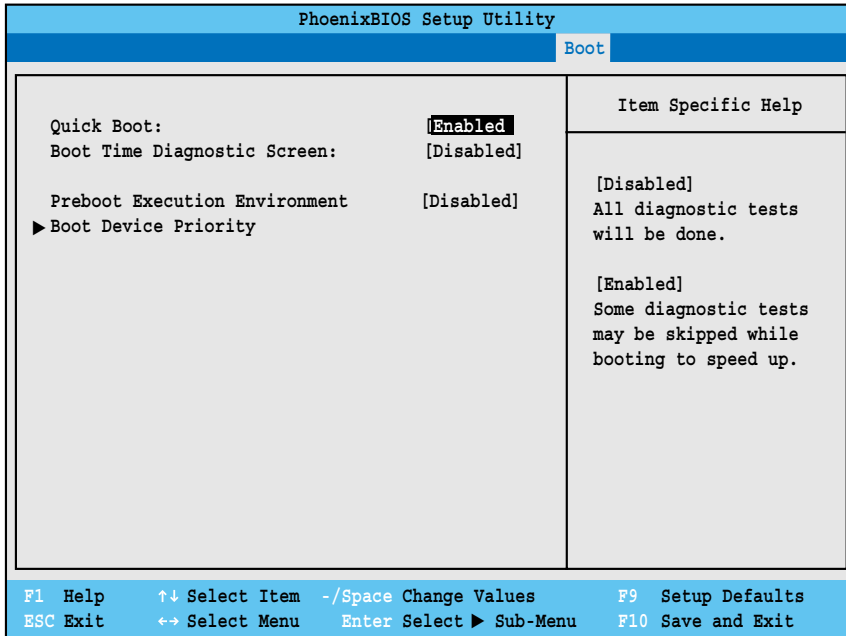 PhoenixBIOS Setup Utility
Boot
Quick Boot: [Enabled
Boot Time Diagnostic Screen: [Disabled]
Preboot Execution Environment [Disabled]
▶Boot Device Priority
Item Specific Help
[Disabled]
All diagnostic tests
will be done.
[Enabled]
Some diagnostic tests
may be skipped while
booting to speed up.
F1 Help ↑↓ Select Item -/Space Change Values F9 Setup Defaults
ESC Exit ←→ Select Menu Enter Select ▶ Sub-Menu F10 Save and Exit